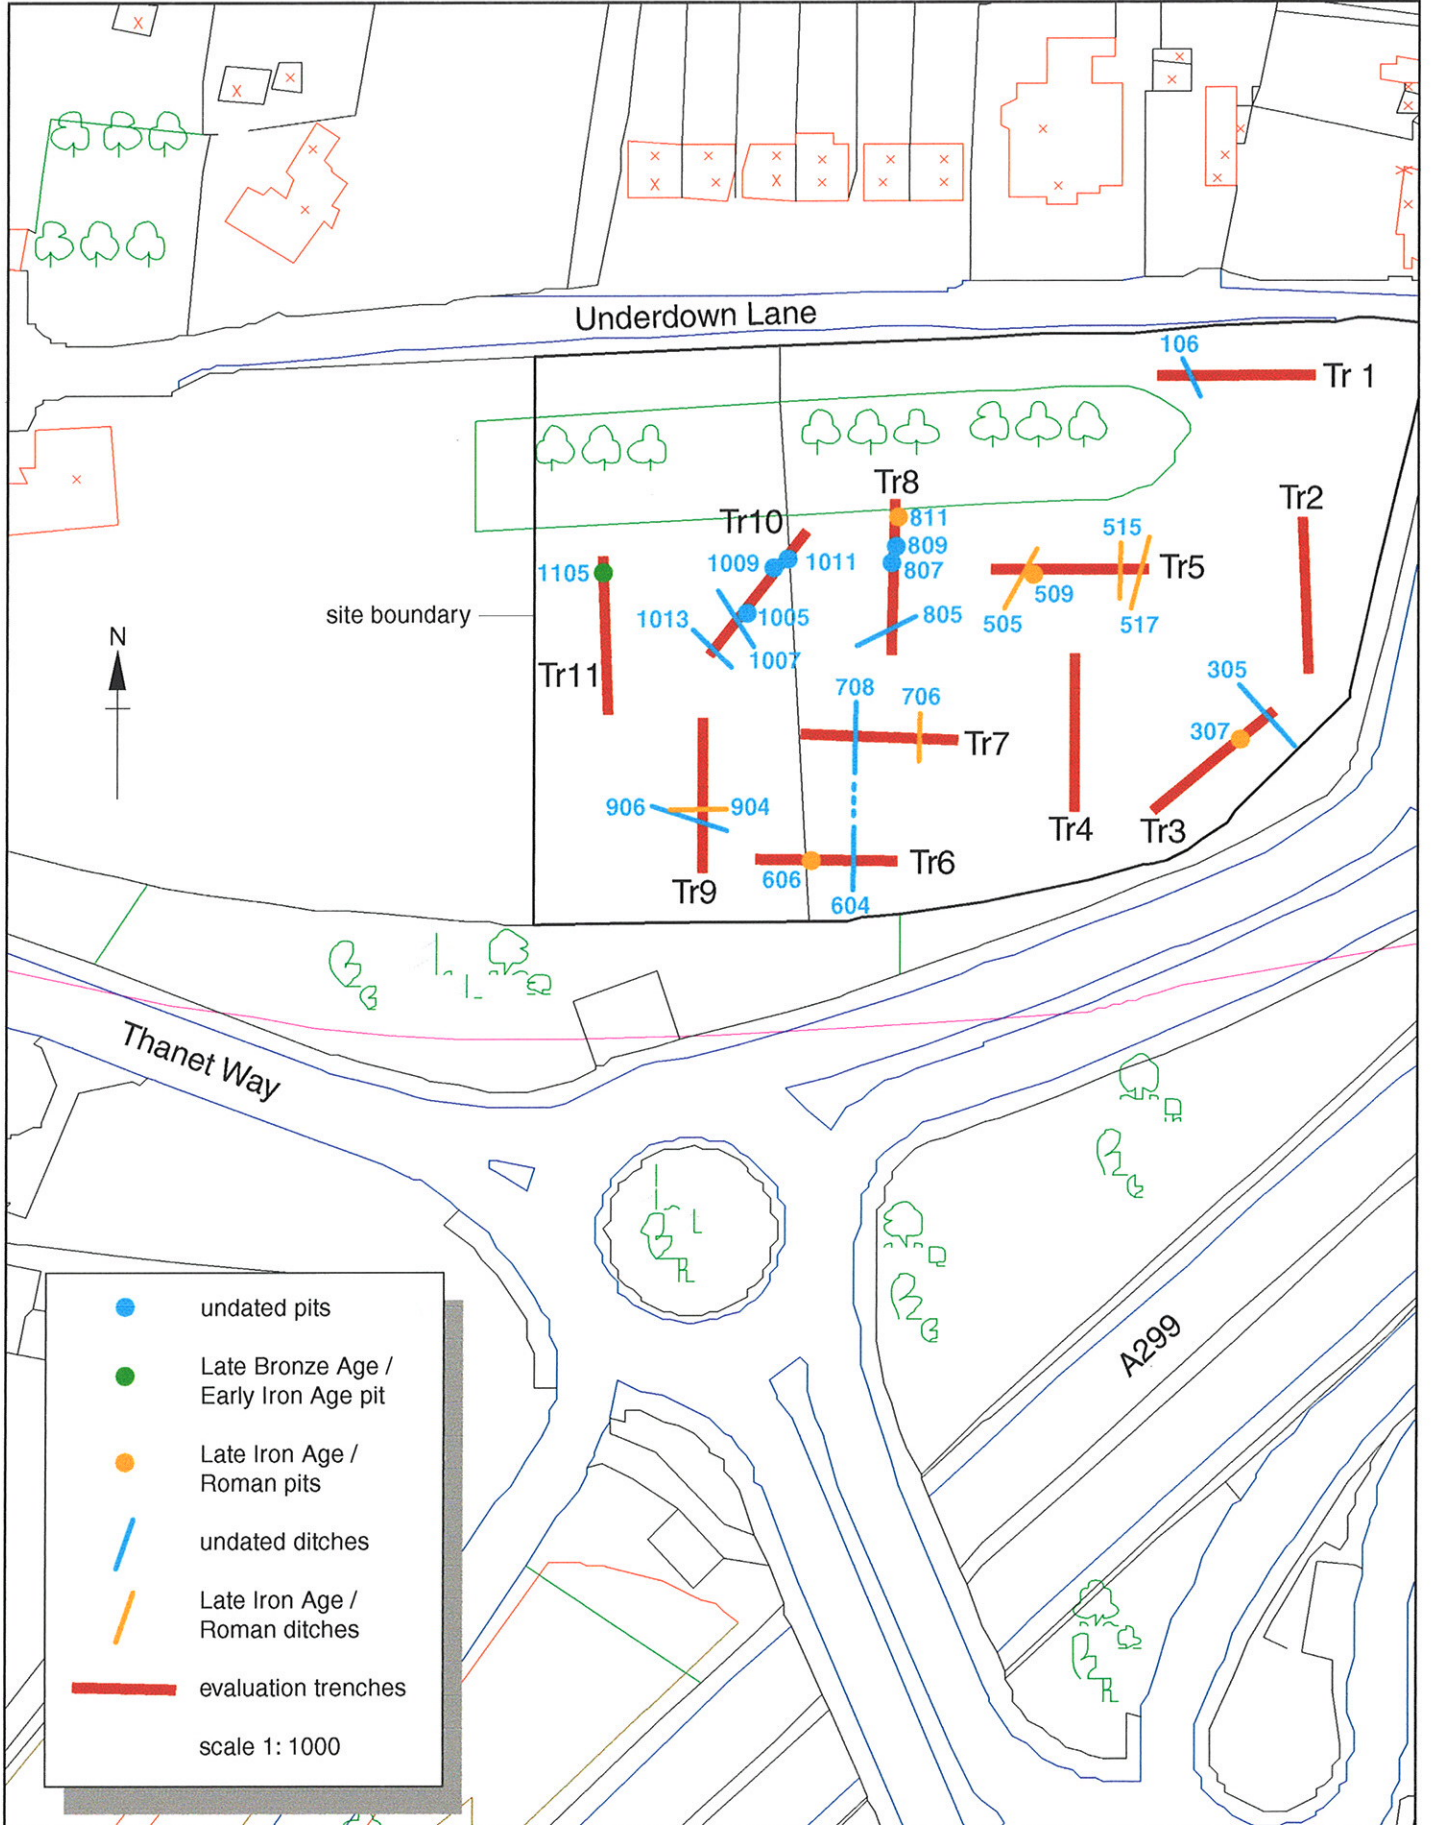 Underdown Lane
106
Tr 1
Tr8
Tr2
Tr10
811
515
809
1009
1011
807
Tr5
1105
509
site boundary
1013
1005
805
505
517
N
1007
Tr11
305
708
706
307
Tr7
906
904
Tr4
Tr3
606
Tr6
Tr9
604
Thanet Way
A299
undated pits
Late Bronze Age /
Early Iron Age pit
Late Iron Age /
Roman pits
undated ditches
Late Iron Age /
Roman ditches
evaluation trenches
scale 1: 1000